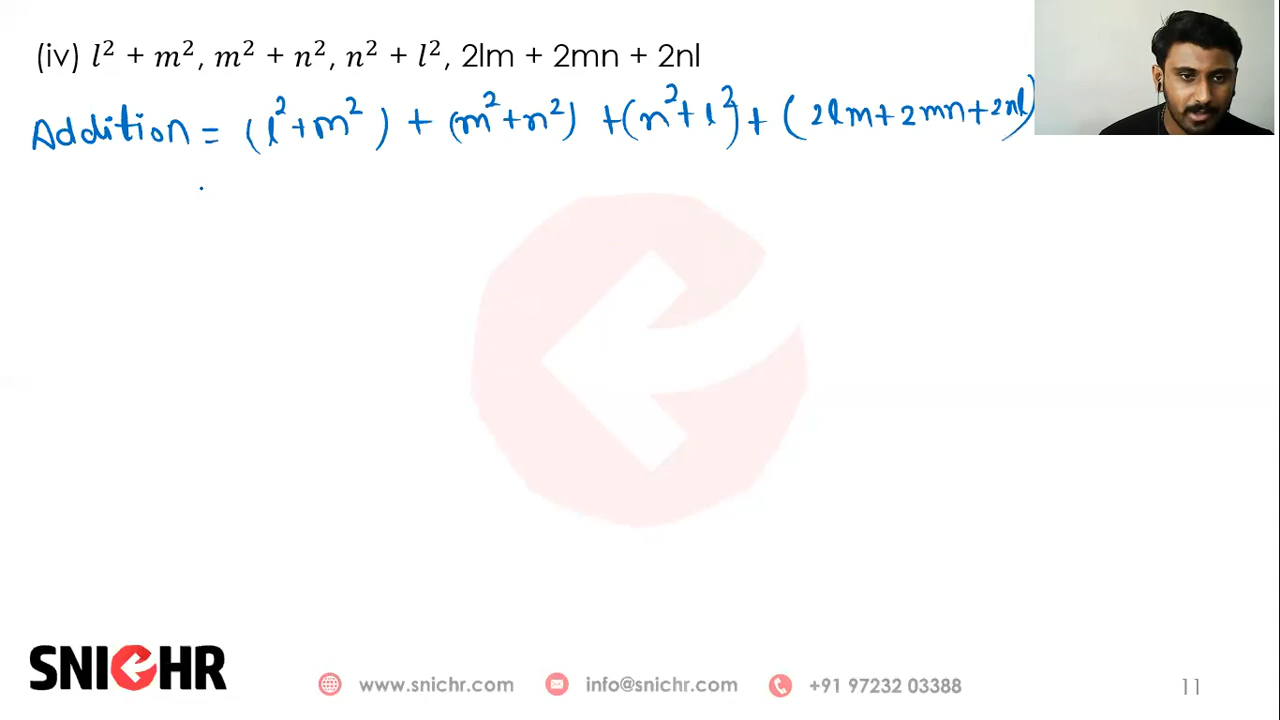 (iv) 𝑙² + 𝑚², 𝑚² + 𝑛², 𝑛² + 𝑙², 2lm + 2mn + 2nl
Addition = (l² + m²) + (m² + n²) + (n² + l²) + (2lm + 2mn + 2nl)
SNICHR
www.snichr.com
info@snichr.com
+91 97232 03388
11